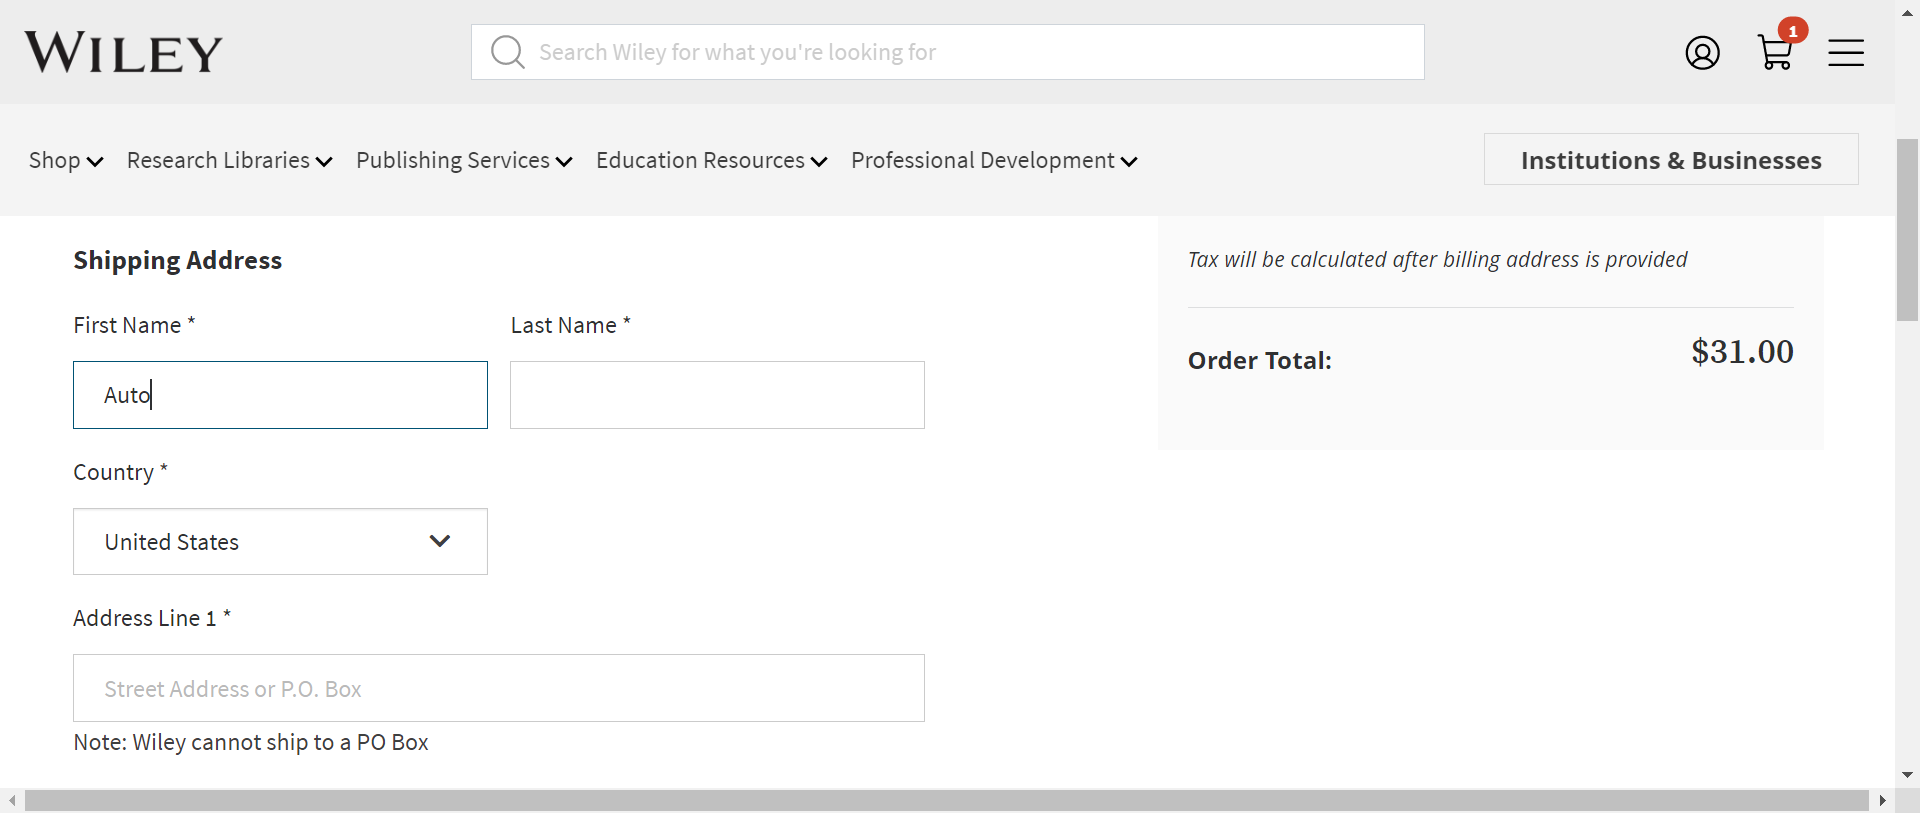 WILEY
Search Wiley for what you're looking for
1
Shop
Research Libraries
Publishing Services
Education Resources
Professional Development
Institutions & Businesses
Shipping Address
First Name *
Last Name *
Auto
Country *
United States
Address Line 1 *
Street Address or P.O. Box
Note: Wiley cannot ship to a PO Box
Tax will be calculated after billing address is provided
Order Total:
$31.00